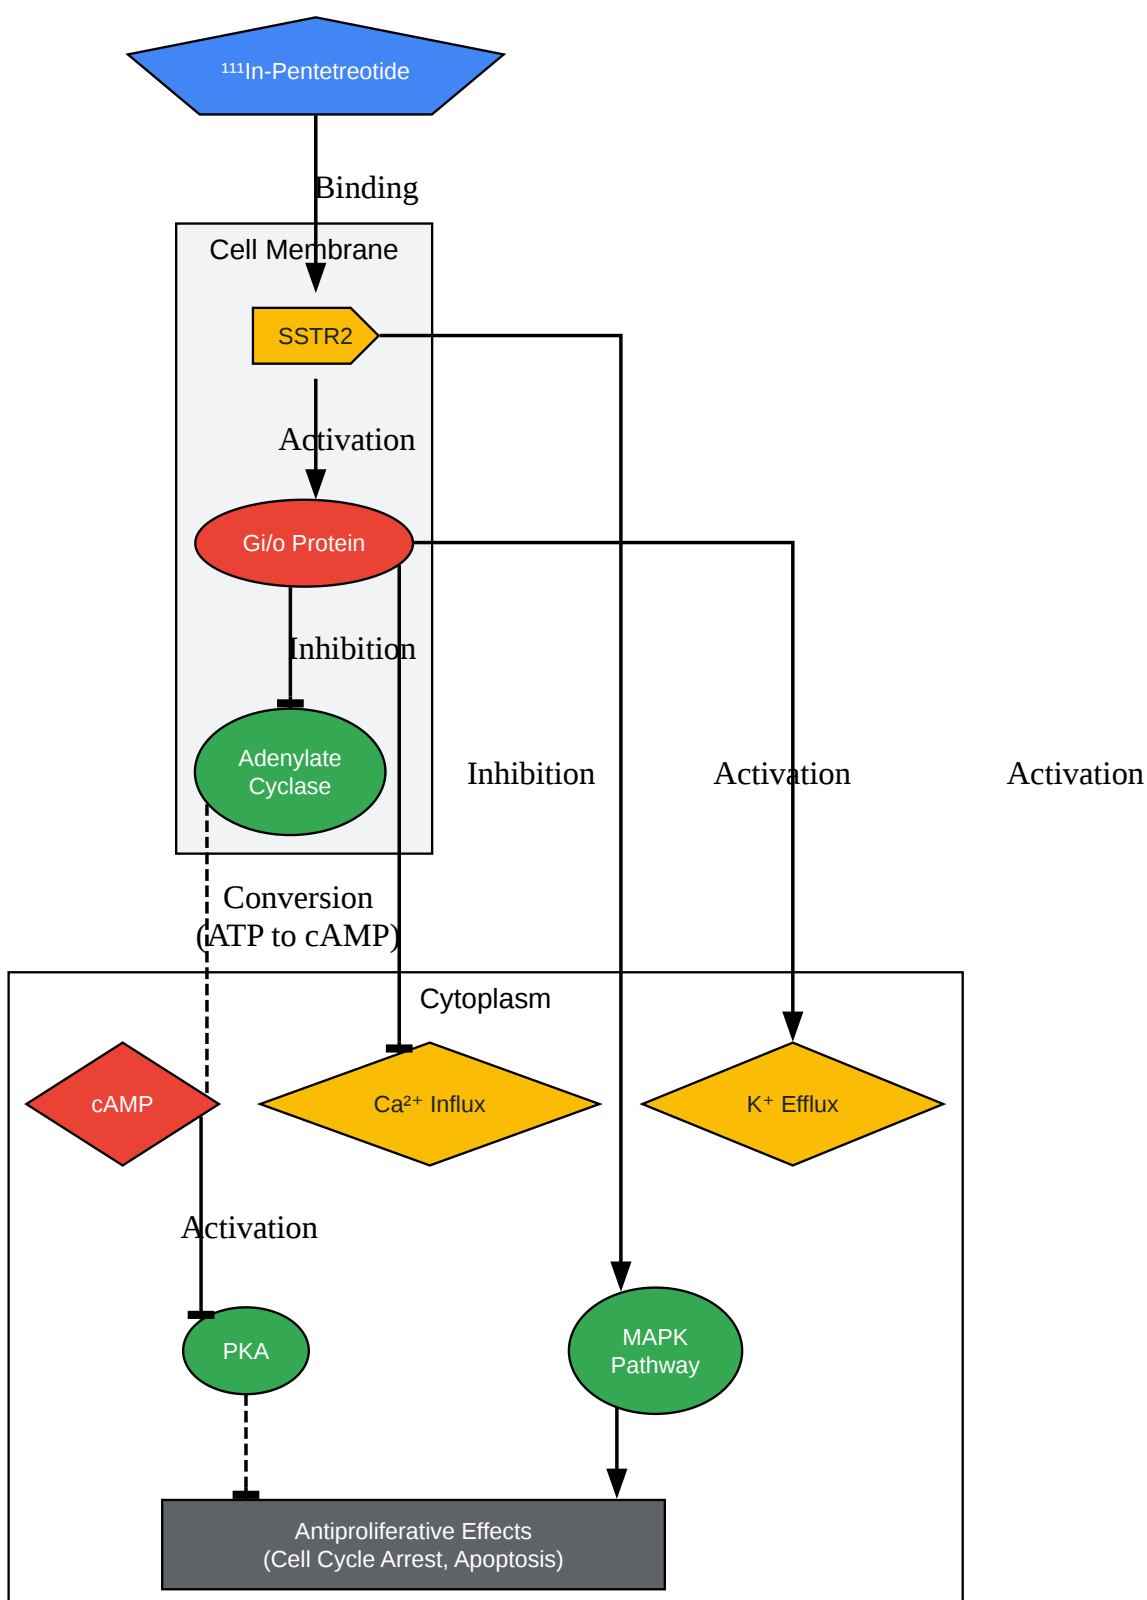 ¹¹¹In-Pentetreotide
Binding
Cell Membrane
SSTR2
Activation
Gi/o Protein
Inhibition
Adenylate
Cyclase
Inhibition
Activation
Activation
Conversion
(ATP to cAMP)
Cytoplasm
cAMP
Ca²⁺ Influx
K⁺ Efflux
Activation
PKA
MAPK
Pathway
Antiproliferative Effects
(Cell Cycle Arrest, Apoptosis)